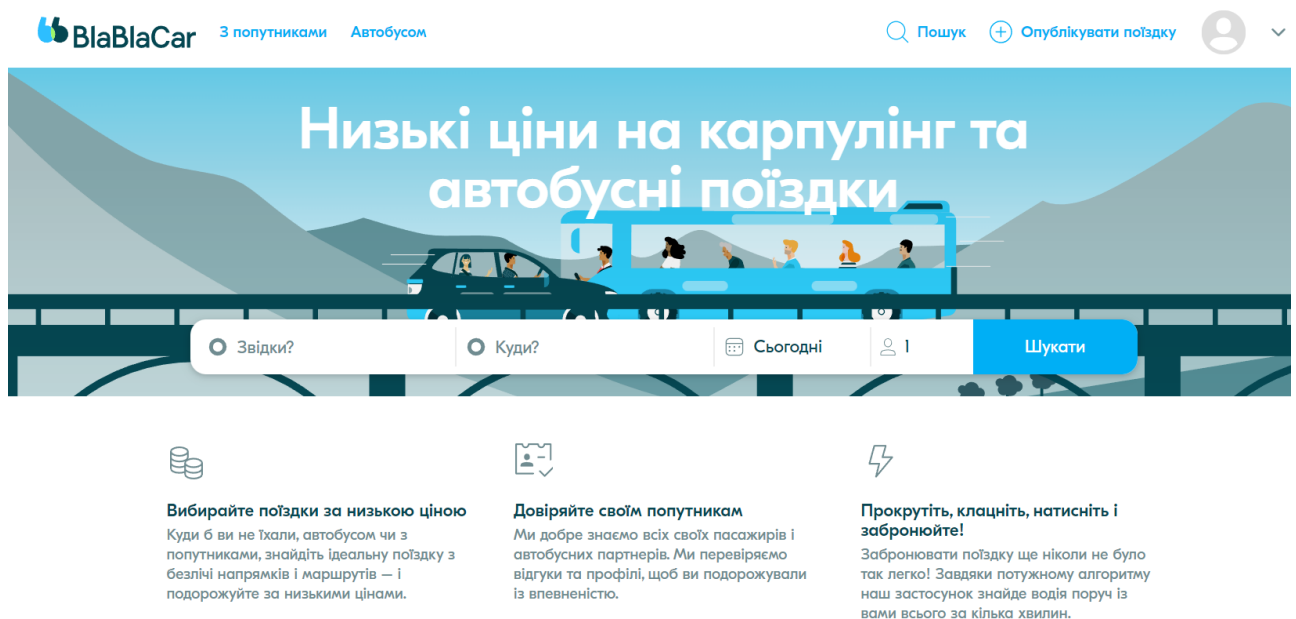 BlaBlaCar З попутниками Автобусом Пошук Опублікувати поїздку
Низькі ціни на карпулінг та
автобусні поїздки
Звідки? Куди? Сьогодні 1 Шукати
Вибирайте поїздки за низькою ціною
Куди б ви не їхали, автобусом чи з
попутниками, знайдіть ідеальну поїздку з
безлічі напрямків і маршрутів – і
подорожуйте за низькими цінами.
Довіряйте своїм попутникам
Ми добре знаємо всіх своїх пасажирів і
автобусних партнерів. Ми перевіряємо
відгуки та профілі, щоб ви подорожували
із впевненістю.
Прокрутіть, клацніть, натисніть і
забронюйте!
Забронювати поїздку ще ніколи не було
так легко! Завдяки потужному алгоритму
наш застосунок знайде водія поруч із
вами всього за кілька хвилин.